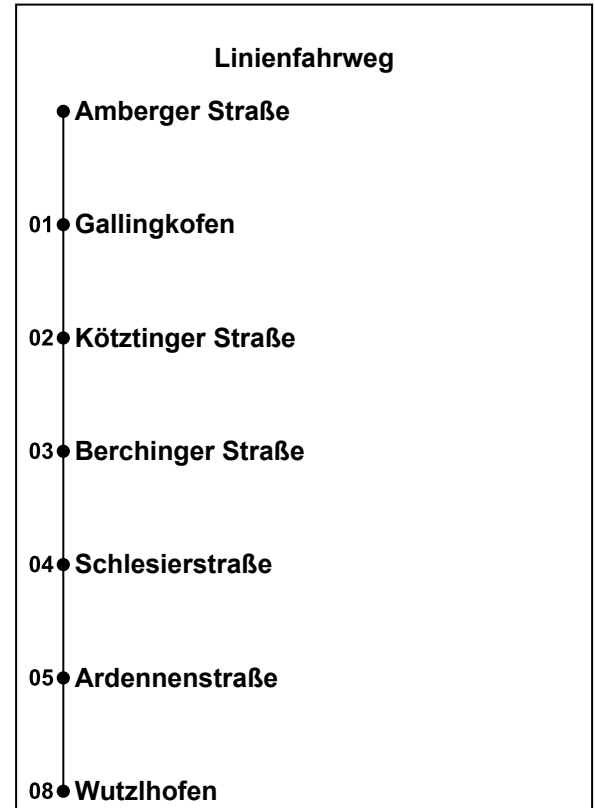 Linienfahrweg
Amberger Straße
01 Gallingkofen
02 Kötztinger Straße
03 Berchinger Straße
04 Schlesierstraße
05 Ardennenstraße
08 Wutzlhofen